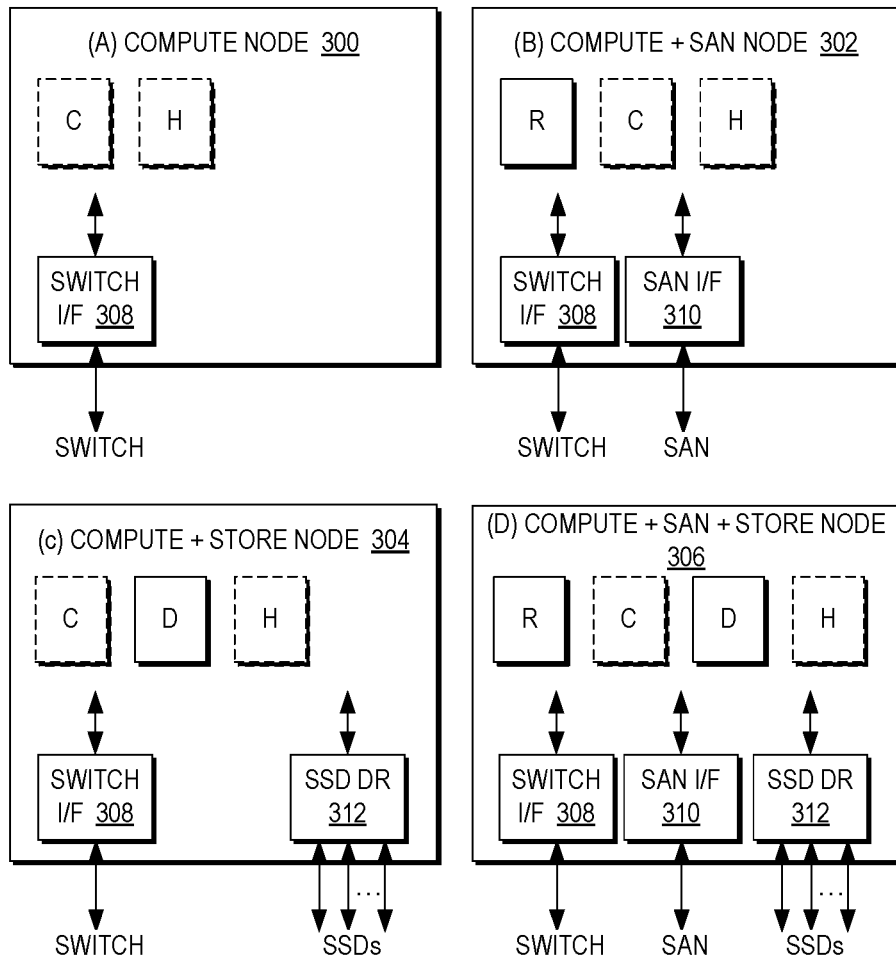 (A) COMPUTE NODE 300
C H
SWITCH
I/F 308
SWITCH
(B) COMPUTE + SAN NODE 302
R C H
SWITCH
I/F 308
SAN I/F
310
SWITCH SAN
(c) COMPUTE + STORE NODE 304
C D H
SWITCH
I/F 308
SSD DR
312
...
SWITCH SSDs
(D) COMPUTE + SAN + STORE NODE
306
R C D H
SWITCH
I/F 308
SAN I/F
310
SSD DR
312
...
SWITCH SAN SSDs